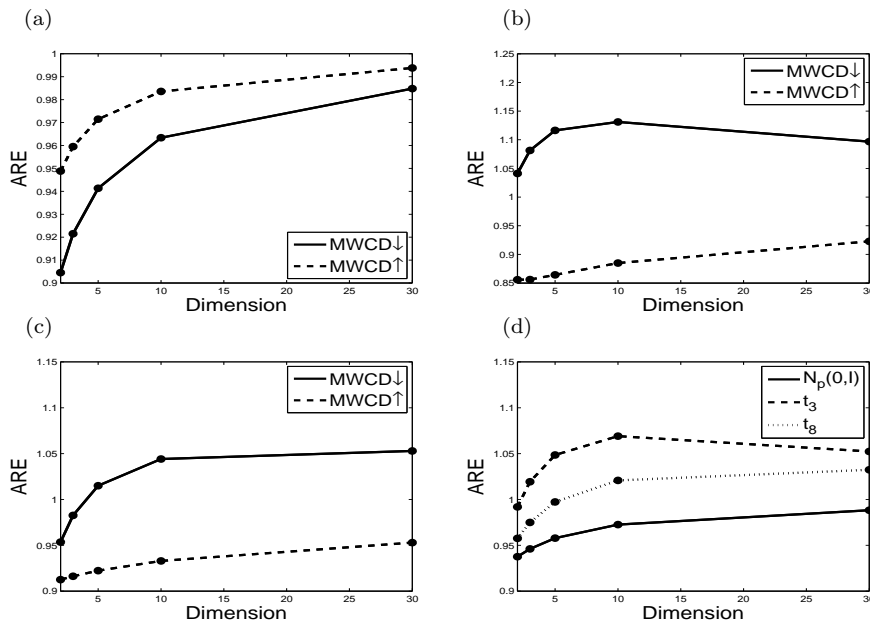 (a)
1
0.99
0.98
0.97
0.96
0.95
0.94
0.93
0.92
0.91
0.9
ARE
MWCD↓
MWCD↑
5
10
15
20
25
30
Dimension
(b)
1.25
1.2
1.15
1.1
1.05
1
0.95
0.9
0.85
ARE
MWCD↓
MWCD↑
5
10
15
20
25
30
Dimension
(c)
1.15
1.1
1.05
1
0.95
0.9
ARE
MWCD↓
MWCD↑
5
10
15
20
25
30
Dimension
(d)
1.15
1.1
1.05
1
0.95
0.9
ARE
N_p(0,I)
t_3
t_8
5
10
15
20
25
30
Dimension